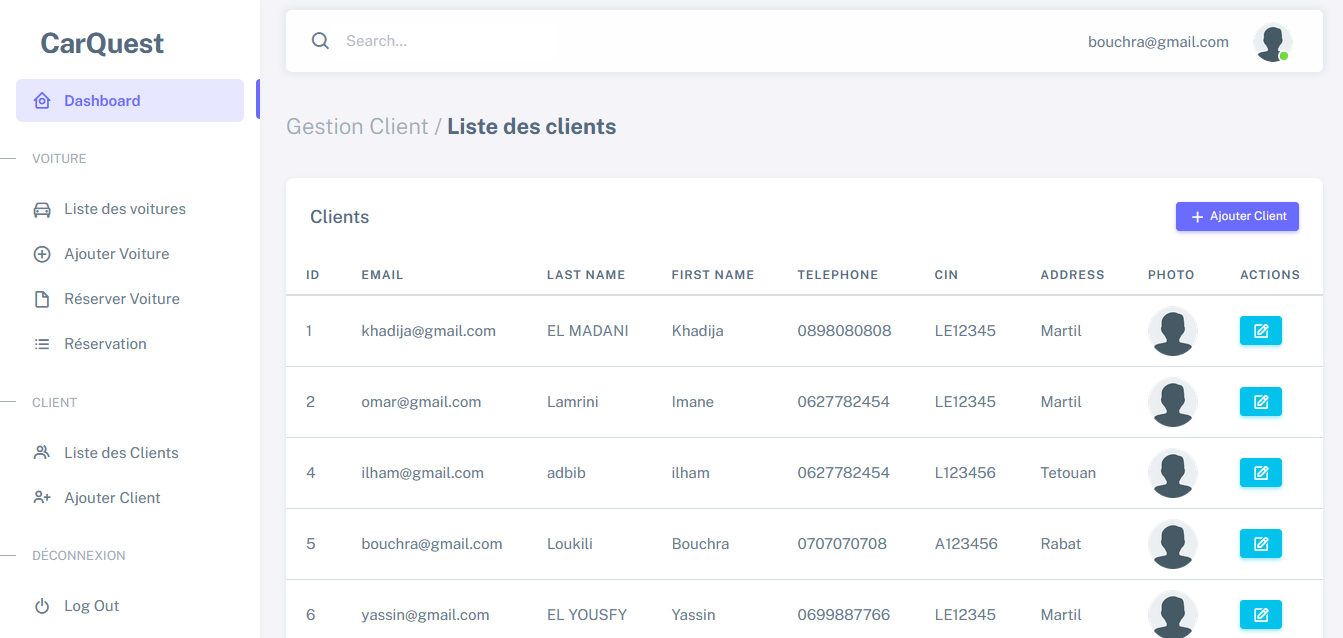 CarQuest
Dashboard
VOITURE
Liste des voitures
Ajouter Voiture
Réserver Voiture
Réservation
CLIENT
Liste des Clients
Ajouter Client
DÉCONNEXION
Log Out
Search...
bouchra@gmail.com
Gestion Client / Liste des clients
Clients
+ Ajouter Client
ID EMAIL LAST NAME FIRST NAME TELEPHONE CIN ADDRESS PHOTO ACTIONS
1 khadija@gmail.com EL MADANI Khadija 0898080808 LE12345 Martil
2 omar@gmail.com Lamrini Imane 0627782454 LE12345 Martil
4 ilham@gmail.com adbib ilham 0627782454 L123456 Tetouan
5 bouchra@gmail.com Loukili Bouchra 0707070708 A123456 Rabat
6 yassin@gmail.com EL YOUSFY Yassin 0699887766 LE12345 Martil